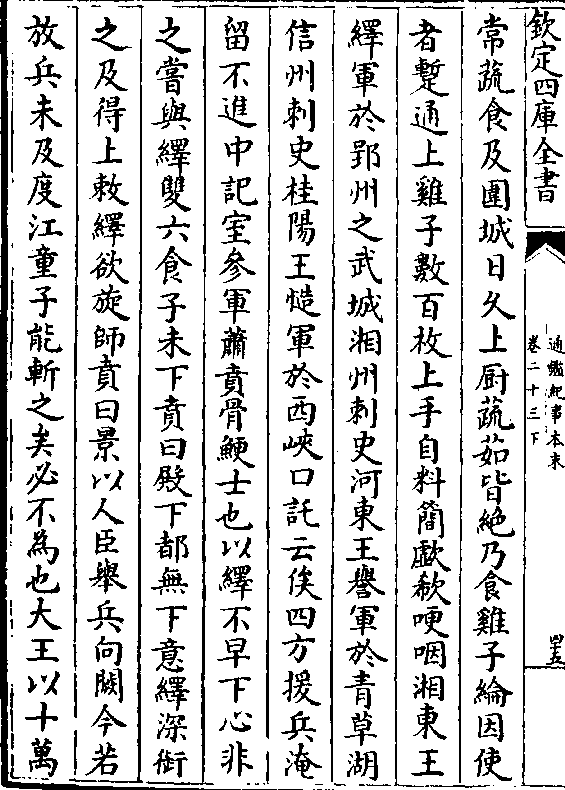 欽定四庫全書
通鑑紀事本末
卷二十三下
四五
常蔬食及圍城日久上厨蔬茹皆絶乃食雞子綸因使
者蹔通上雞子數百枚上手自料簡歔欷哽咽湘東王
繹軍於郢州之武城湘州刺史河東王譽軍於青草湖
信州刺史桂陽王慥軍於西峽口託云俟四方援兵淹
留不進中記室參軍蕭賁骨鯁士也以繹不早下心非
之嘗與繹雙六食子未下賁曰殿下都無下意繹深銜
之及得上敕繹欲旋師賁曰景以人臣舉兵向闕今若
放兵未及度江童子能斬之矣必不為也大王以十萬